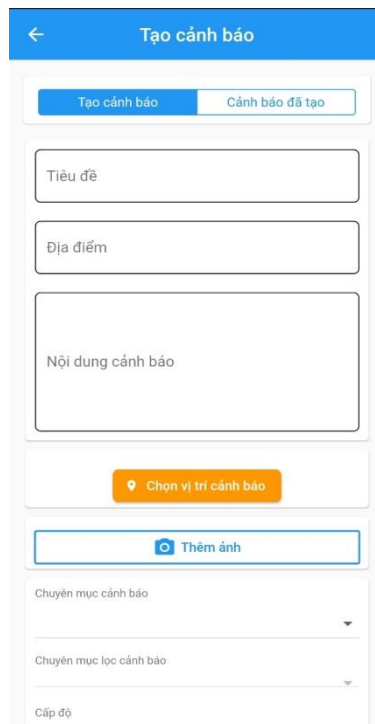 Tạo cảnh báo
Tạo cảnh báo
Cảnh báo đã tạo
Tiêu đề
Địa điểm
Nội dung cảnh báo
Chọn vị trí cảnh báo
Thêm ảnh
Chuyên mục cảnh báo
Chuyên mục lọc cảnh báo
Cấp độ